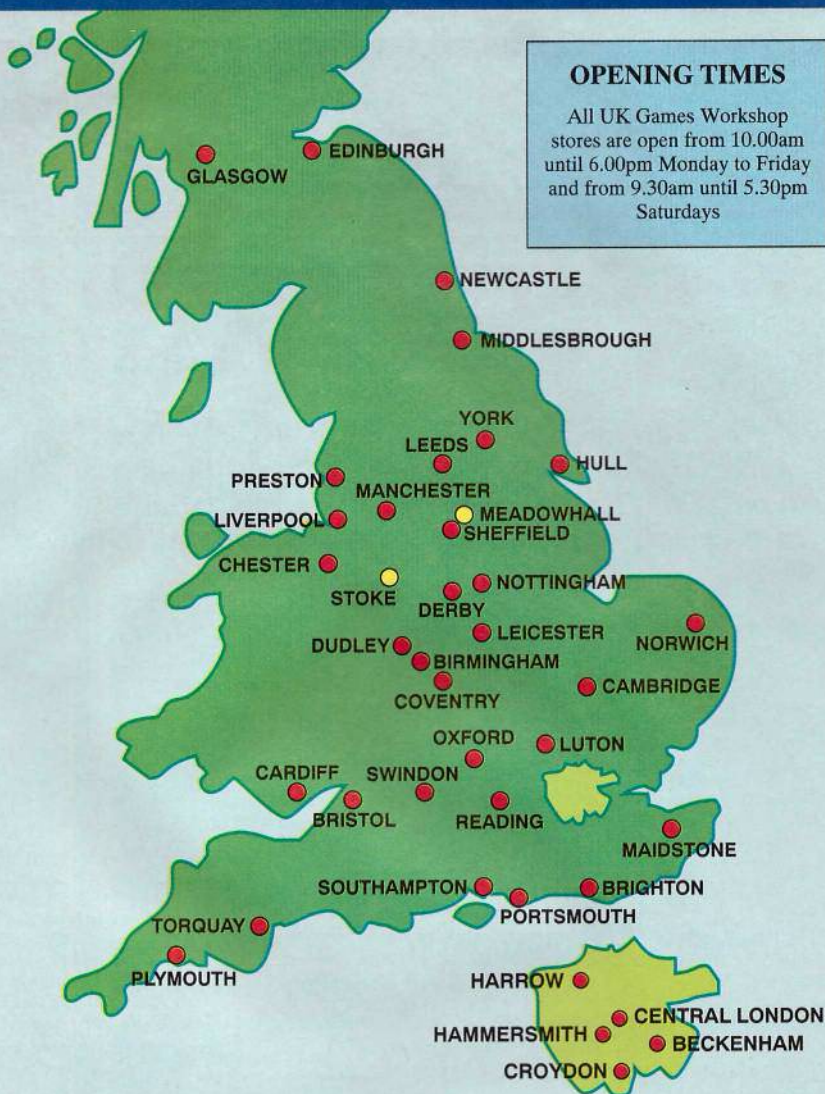 OPENING TIMES
All UK Games Workshop
stores are open from 10.00am
until 6.00pm Monday to Friday
and from 9.30am until 5.30pm
Saturdays
GLASGOW
EDINBURGH
NEWCASTLE
MIDDLESBROUGH
YORK
LEEDS
HULL
PRESTON
MANCHESTER
LIVERPOOL
MEADOWHALL
SHEFFIELD
CHESTER
STOKE
NOTTINGHAM
DERBY
DUDLEY
LEICESTER
NORWICH
BIRMINGHAM
COVENTRY
CAMBRIDGE
OXFORD
LUTON
CARDIFF
SWINDON
BRISTOL
READING
MAIDSTONE
SOUTHAMPTON
BRIGHTON
PORTSMOUTH
TORQUAY
PLYMOUTH
HARROW
CENTRAL LONDON
HAMMERSMITH
BECKENHAM
CROYDON